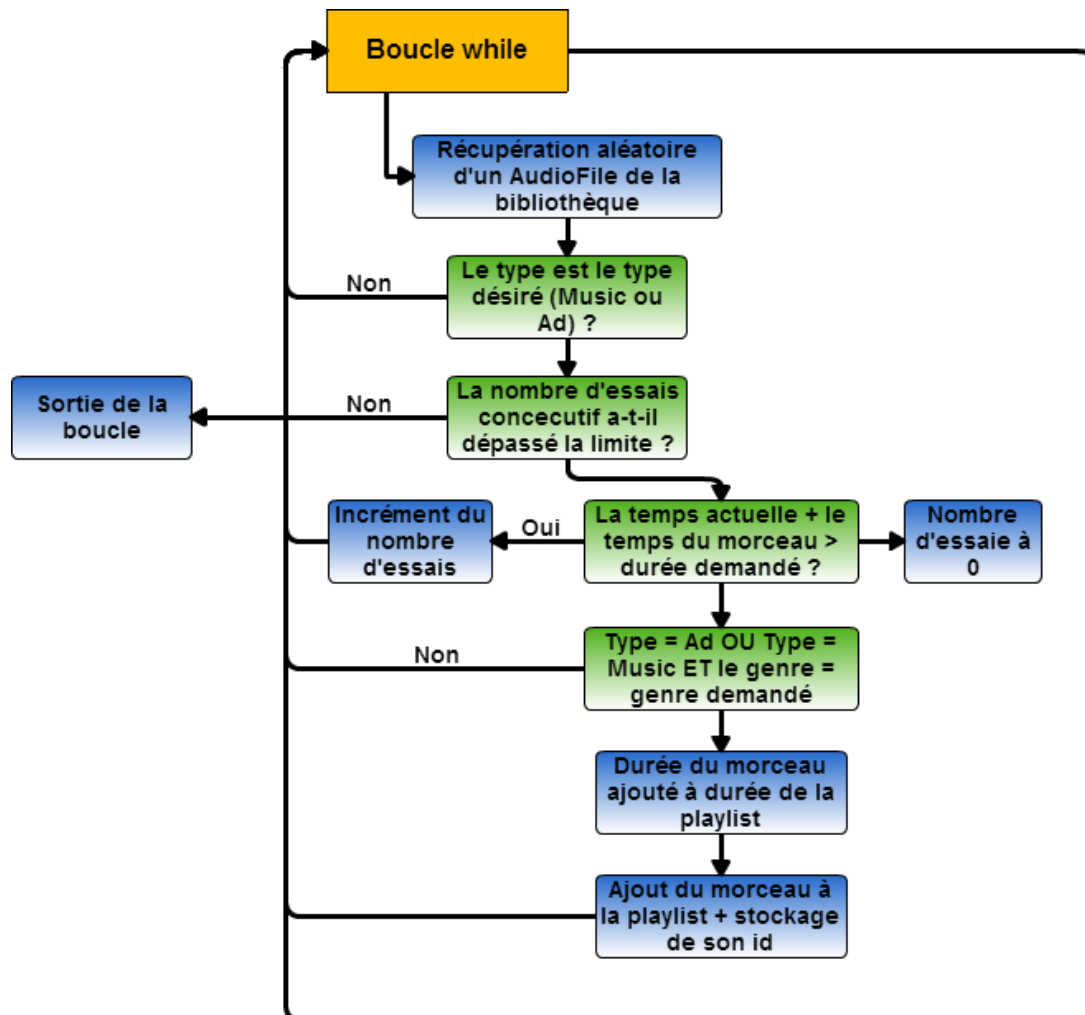 Boucle while
Récupération aléatoire
d'un AudioFile de la
bibliothèque
Non
Le type est le type
désiré (Music ou
Ad) ?
Sortie de la
boucle
Non
La nombre d'essais
concecutif a-t-il
dépassé la limite ?
Incrément du
nombre
d'essais
Oui
La temps actuelle + le
temps du morceau >
durée demandé ?
Nombre
d'essaie à
0
Non
Type = Ad OU Type =
Music ET le genre =
genre demandé
Durée du morceau
ajouté à durée de la
playlist
Ajout du morceau à
la playlist + stockage
de son id